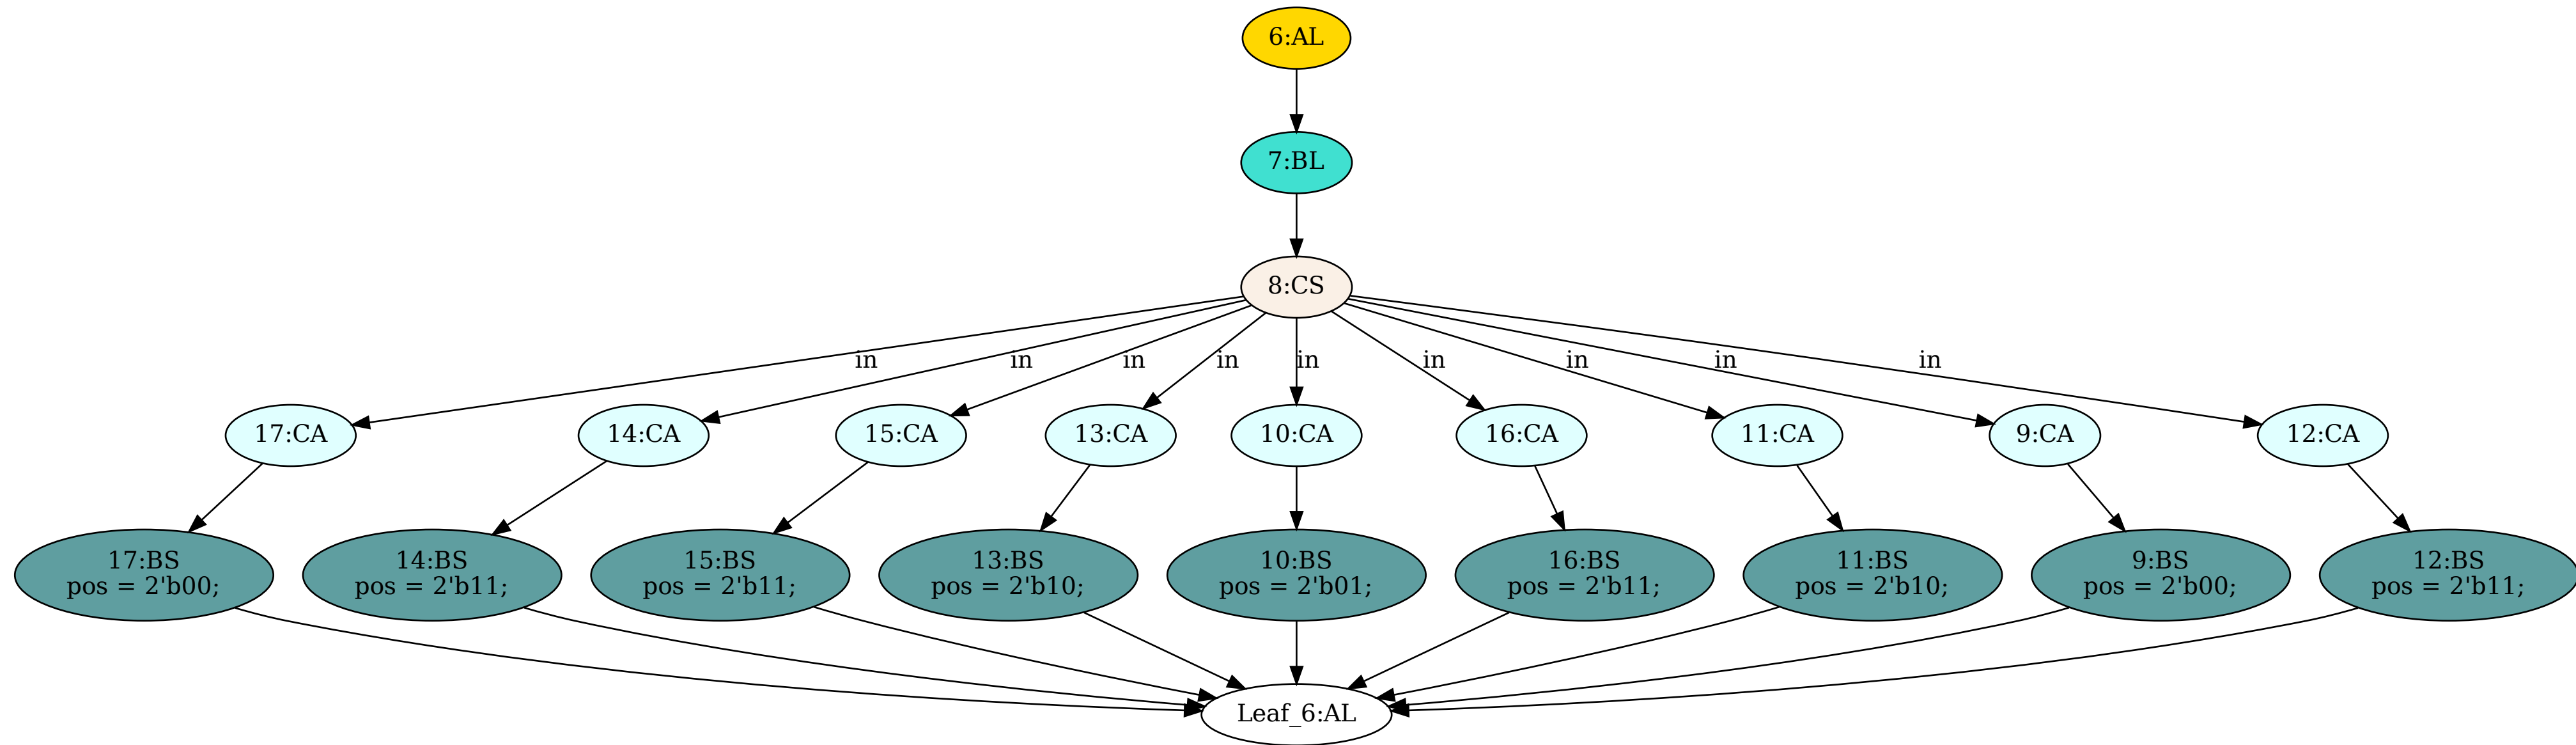 6:AL
7:BL
8:CS
in in in in in in in in in
17:CA 14:CA 15:CA 13:CA 10:CA 16:CA 11:CA 9:CA 12:CA
17:BS 14:BS 15:BS 13:BS 10:BS 16:BS 11:BS 9:BS 12:BS
pos = 2'b00; pos = 2'b11; pos = 2'b11; pos = 2'b10; pos = 2'b01; pos = 2'b11; pos = 2'b10; pos = 2'b00; pos = 2'b11;
Leaf_6:AL